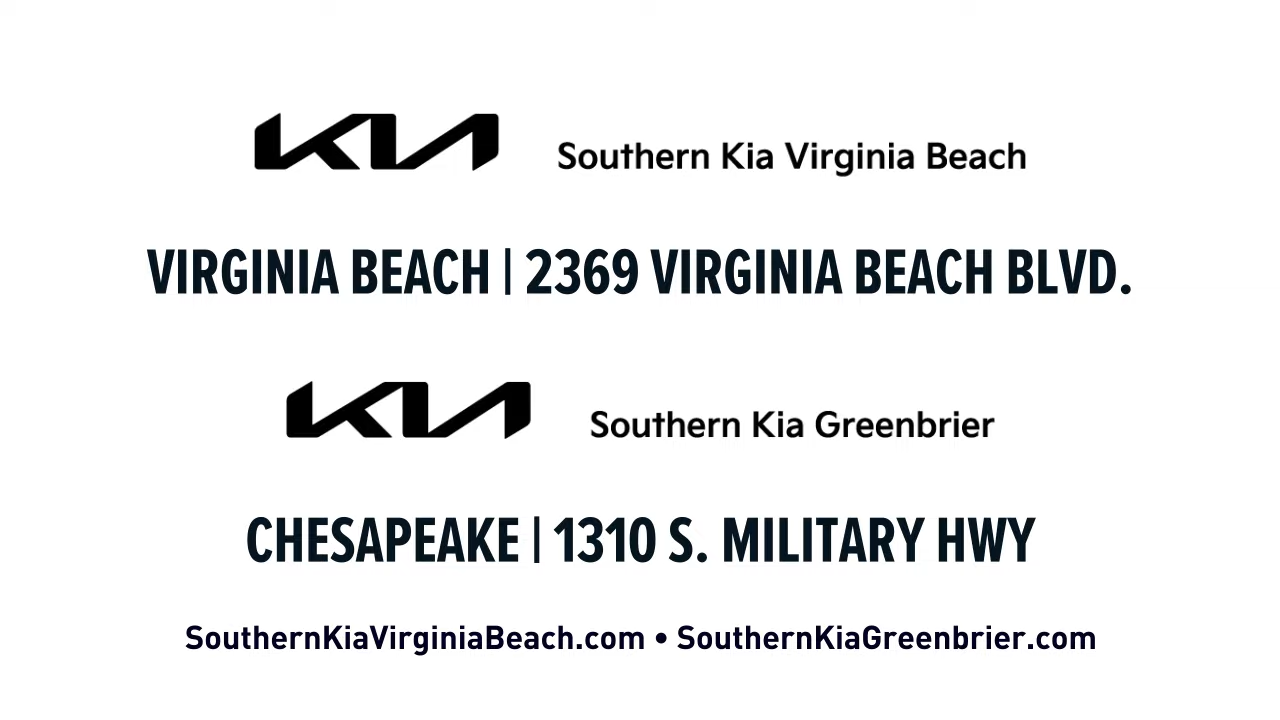 KIA Southern Kia Virginia Beach
VIRGINIA BEACH | 2369 VIRGINIA BEACH BLVD.
KIA Southern Kia Greenbrier
CHESAPEAKE | 1310 S. MILITARY HWY
SouthernKiaVirginiaBeach.com • SouthernKiaGreenbrier.com